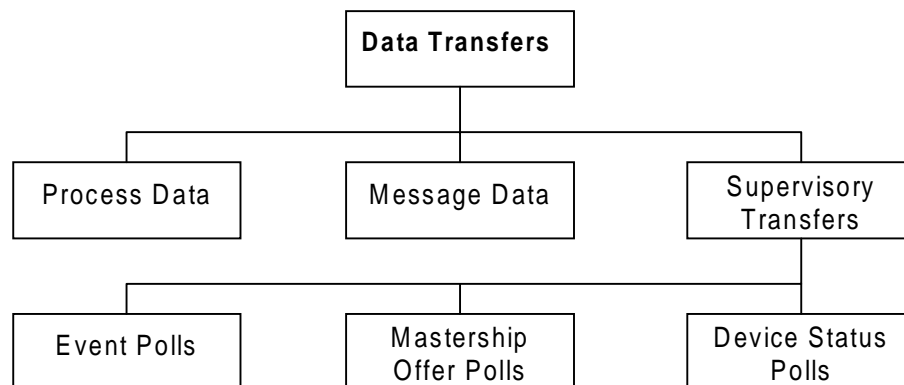 Data Transfers
Process Data
Message Data
Supervisory
Transfers
Event Polls
Mastership
Offer Polls
Device Status
Polls